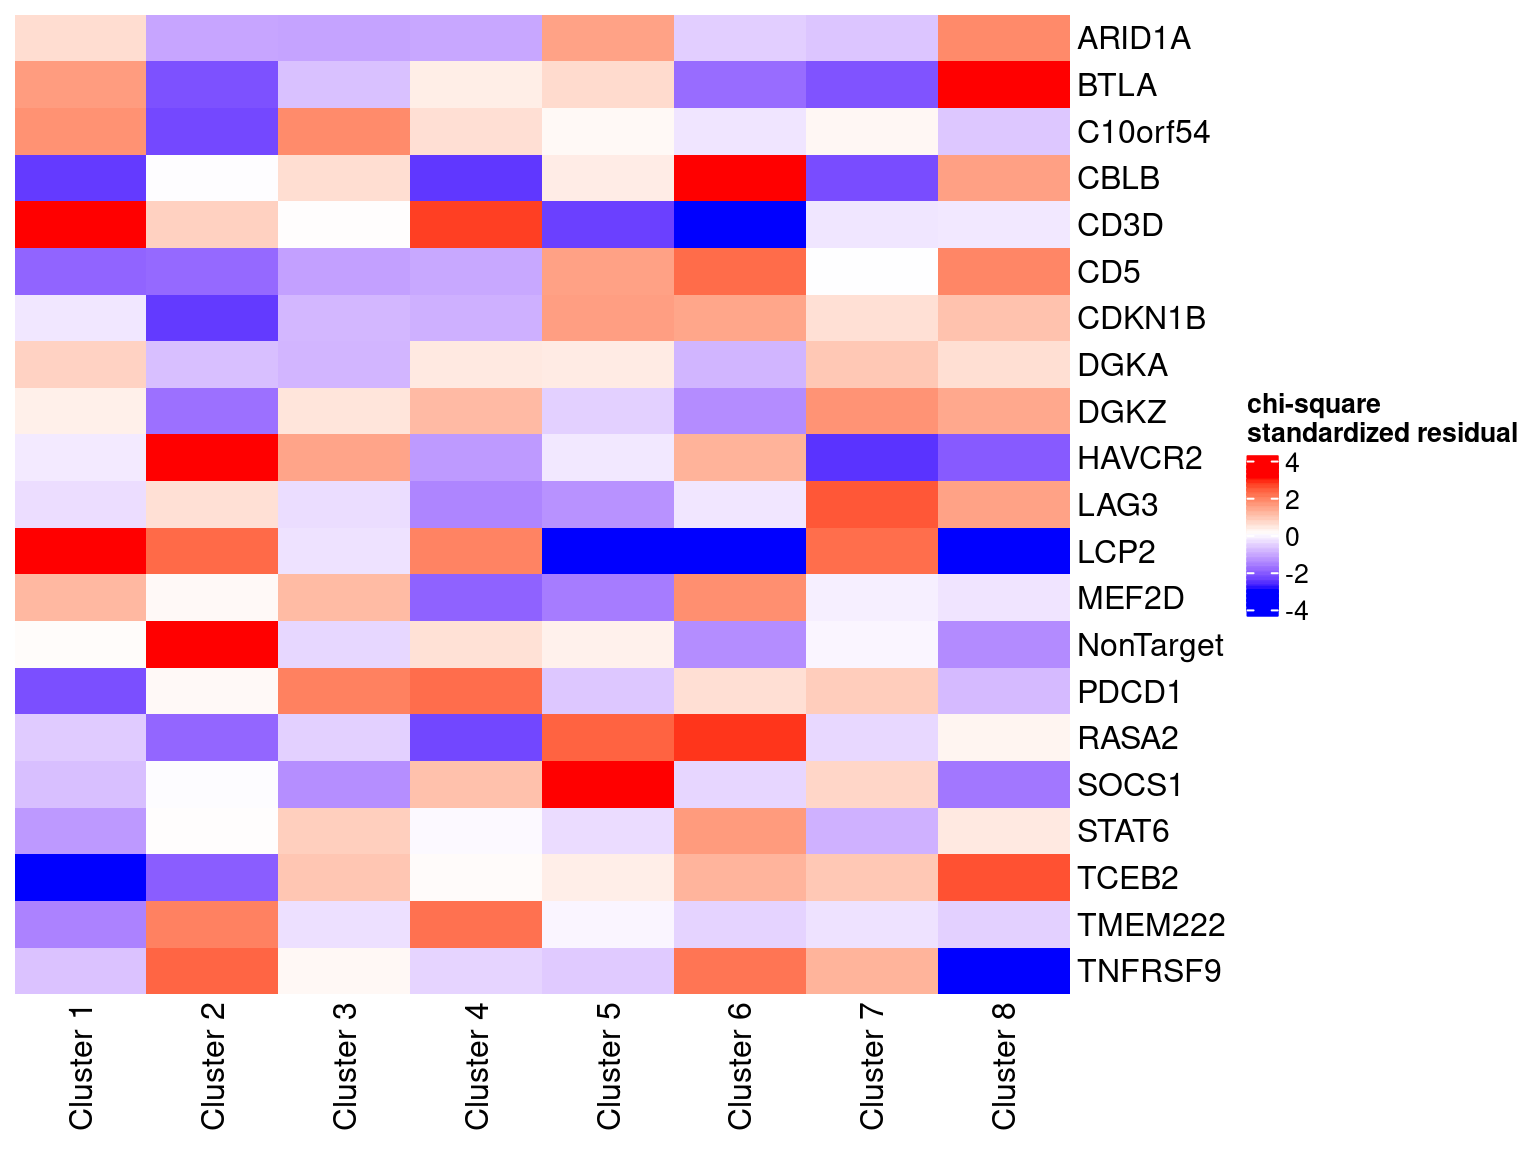 ARID1A
BTLA
C10orf54
CBLB
CD3D
CD5
CDKN1B
DGKA
DGKZ
HAVCR2
LAG3
LCP2
MEF2D
NonTarget
PDCD1
RASA2
SOCS1
STAT6
TCEB2
TMEM222
TNFRSF9
Cluster 1
Cluster 2
Cluster 3
Cluster 4
Cluster 5
Cluster 6
Cluster 7
Cluster 8
chi-square
standardized residual
4
2
0
-2
-4